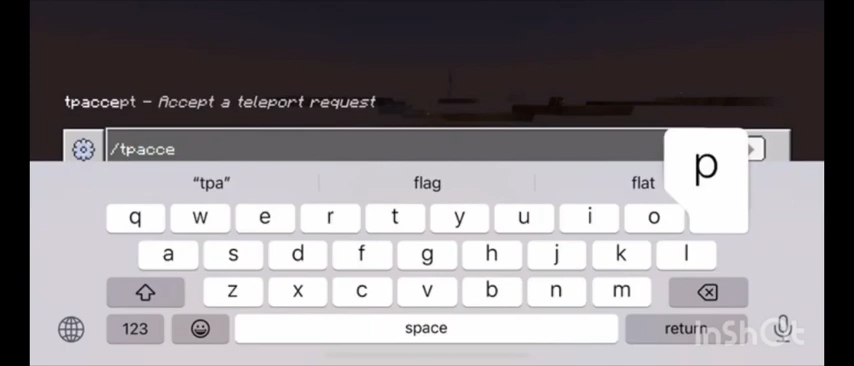 tpaccept - Accept a teleport request
/tpacce
p
"tpa" flag flat
q w e r t y u i o
a s d f g h j k l
z x c v b n m
123 space return
InShOt